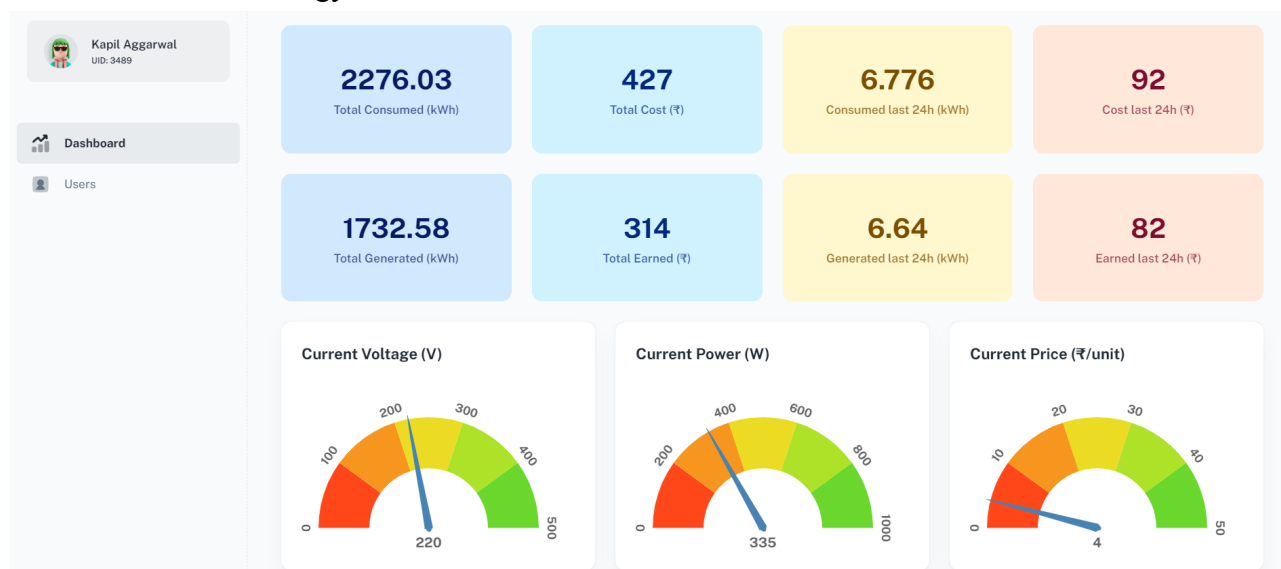 Kapil Aggarwal
UID: 3489
Dashboard
Users
2276.03
Total Consumed (kWh)
427
Total Cost (₹)
6.776
Consumed last 24h (kWh)
92
Cost last 24h (₹)
1732.58
Total Generated (kWh)
314
Total Earned (₹)
6.64
Generated last 24h (kWh)
82
Earned last 24h (₹)
Current Voltage (V)
0
100
200
300
400
500
220
Current Power (W)
0
200
400
600
800
1000
335
Current Price (₹/unit)
0
10
20
30
40
50
4